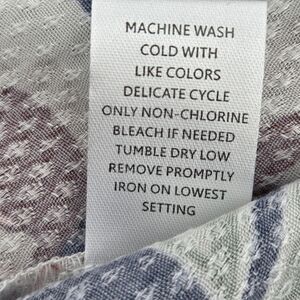 MACHINE WASH
COLD WITH
LIKE COLORS
DELICATE CYCLE
ONLY NON-CHLORINE
BLEACH IF NEEDED
TUMBLE DRY LOW
REMOVE PROMPTLY
IRON ON LOWEST
SETTING